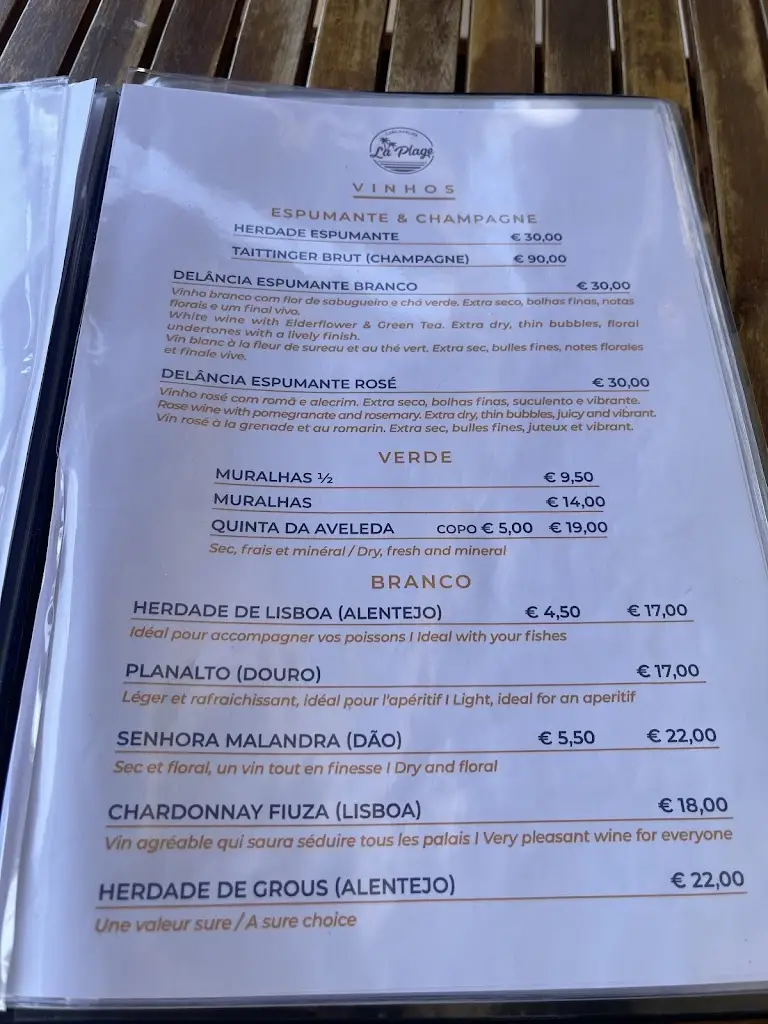 La Plage
VINHOS
ESPUMANTE & CHAMPAGNE
HERDADE ESPUMANTE € 30,00
TAITTINGER BRUT (CHAMPAGNE) € 90,00
DELÂNCIA ESPUMANTE BRANCO € 30,00
Vinho branco com flor de sabugueiro e chá verde. Extra seco, bolhas finas, notas
florais e um final vivo.
White wine with Elderflower & Green Tea. Extra dry, thin bubbles, floral
undertones with a lively finish.
Vin blanc à la fleur de sureau et au thé vert. Extra sec, bulles fines, notes florales
et finale vive.
DELÂNCIA ESPUMANTE ROSÉ € 30,00
Vinho rosé com romã e alecrim. Extra seco, bolhas finas, suculento e vibrante.
Rose wine with pomegranate and rosemary. Extra dry, thin bubbles, juicy and vibrant.
Vin rosé à la grenade et au romarin. Extra sec, bulles fines, juteux et vibrant.
VERDE
MURALHAS ½ € 9,50
MURALHAS € 14,00
QUINTA DA AVELEDA COPO € 5,00 € 19,00
Sec, frais et minéral / Dry, fresh and mineral
BRANCO
HERDADE DE LISBOA (ALENTEJO) € 4,50 € 17,00
Idéal pour accompagner vos poissons I Ideal with your fishes
PLANALTO (DOURO) € 17,00
Léger et rafraichissant, idéal pour l'apéritif I Light, ideal for an aperitif
SENHORA MALANDRA (DÃO) € 5,50 € 22,00
Sec et floral, un vin tout en finesse I Dry and floral
CHARDONNAY FIUZA (LISBOA) € 18,00
Vin agréable qui saura séduire tous les palais I Very pleasant wine for everyone
HERDADE DE GROUS (ALENTEJO) € 22,00
Une valeur sure / A sure choice